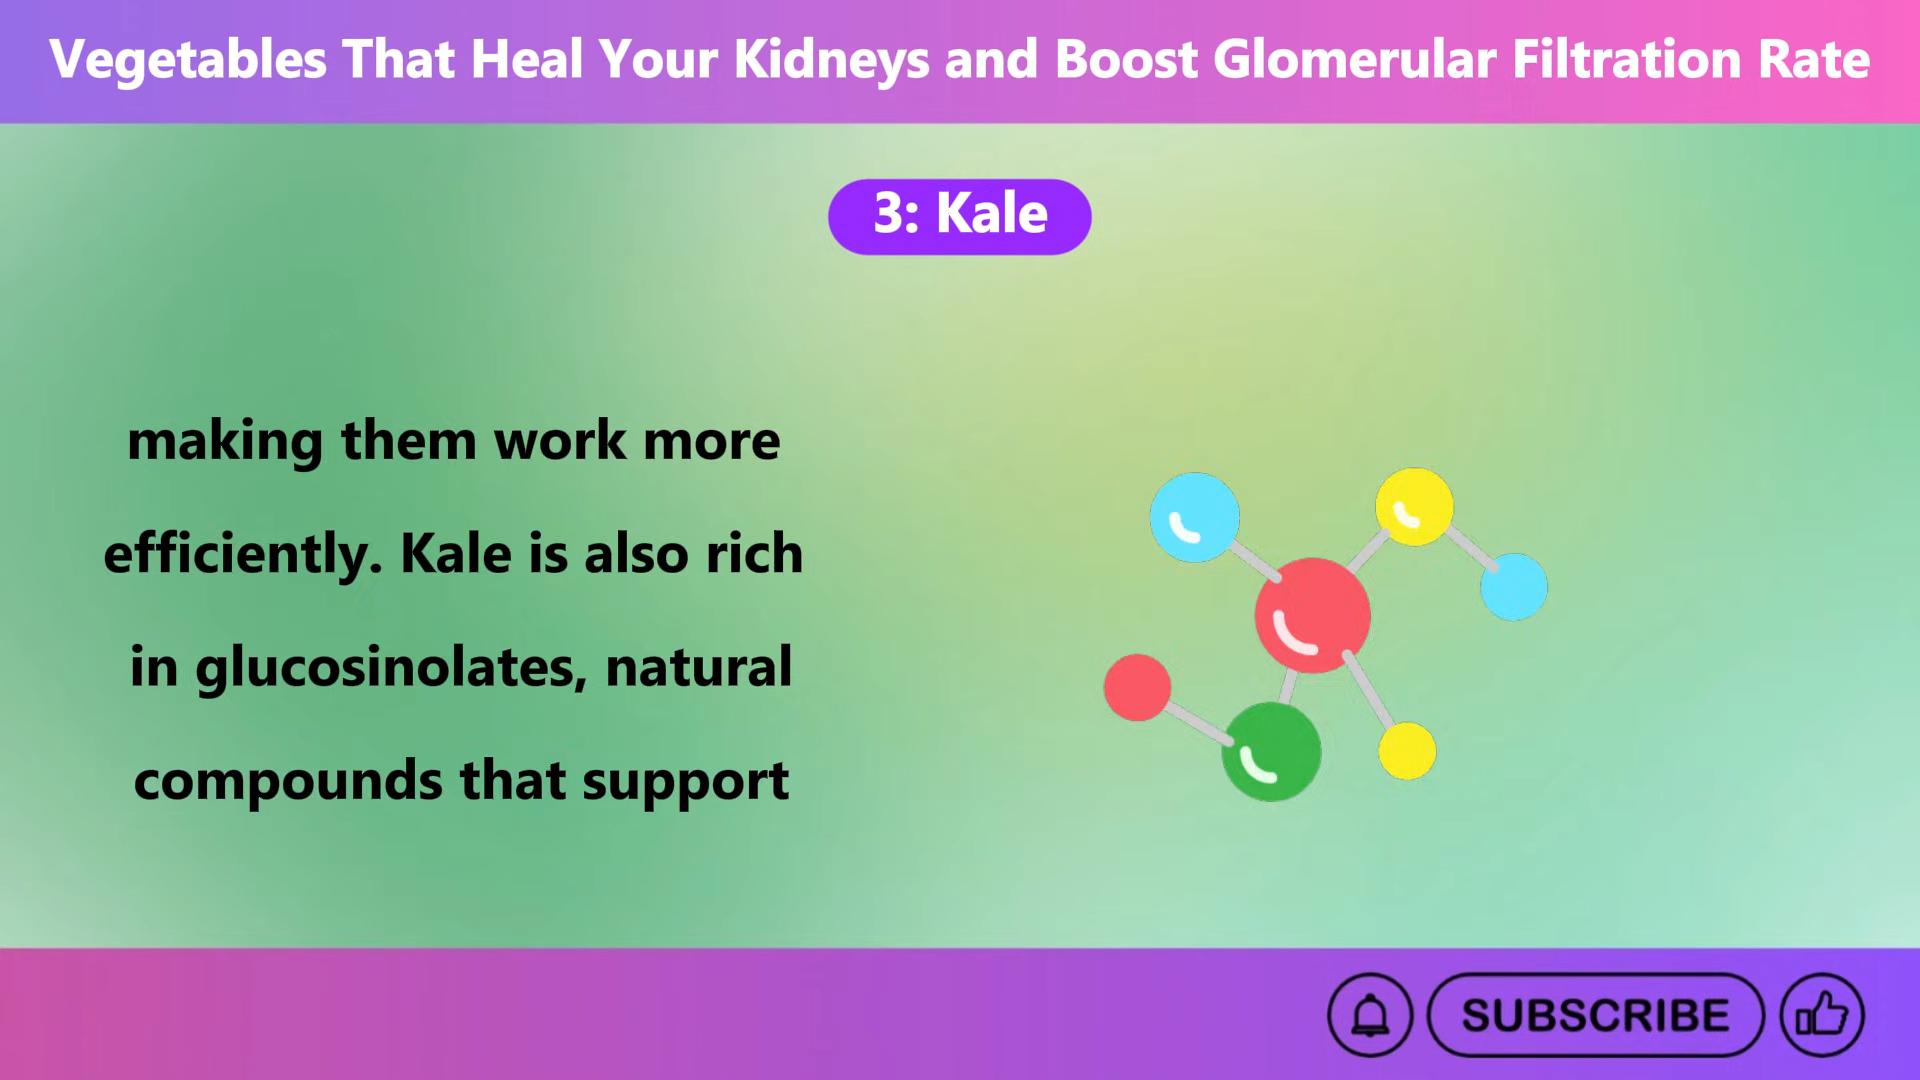 Vegetables That Heal Your Kidneys and Boost Glomerular Filtration Rate
3: Kale
making them work more
efficiently. Kale is also rich
in glucosinolates, natural
compounds that support
SUBSCRIBE